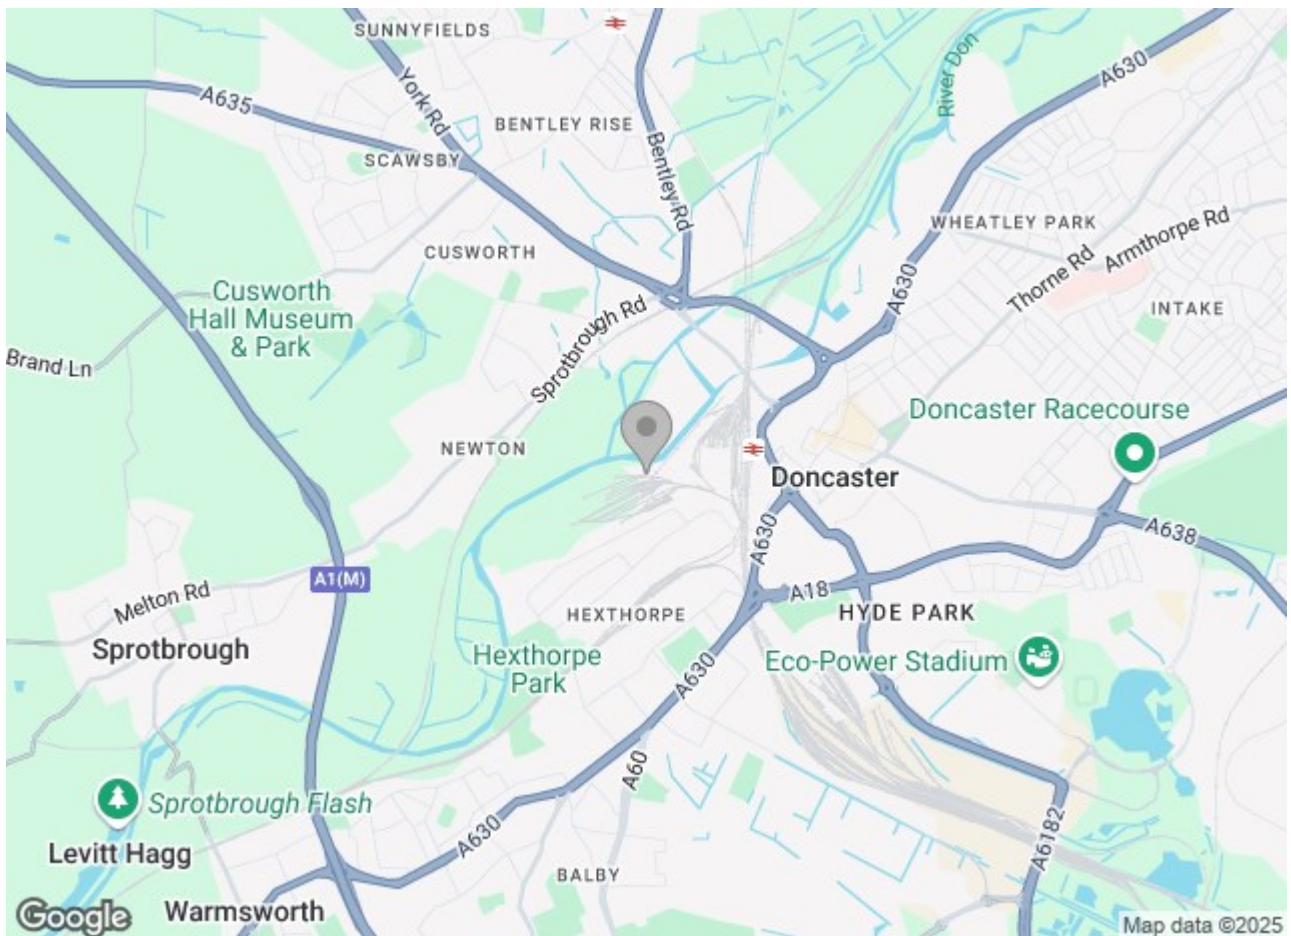 SUNNYFIELDS
River Don
A630
A635
York Rd
BENTLEY RISE
SCAWSBY
Bentley Rd
WHEATLEY PARK
Armthorpe Rd
CUSWORTH
Thorne Rd
A630
INTAKE
Cusworth
Hall Museum
& Park
Sprotbrough Rd
Brand Ln
Doncaster Racecourse
NEWTON
Doncaster
A638
A630
A1(M)
A18
Melton Rd
HEXTHORPE
HYDE PARK
Sprotbrough
Hexthorpe
Park
Eco-Power Stadium
A630
A60
Sprotbrough Flash
A630
A6182
Levitt Hagg
BALBY
Warmsworth
Google
Map data ©2025